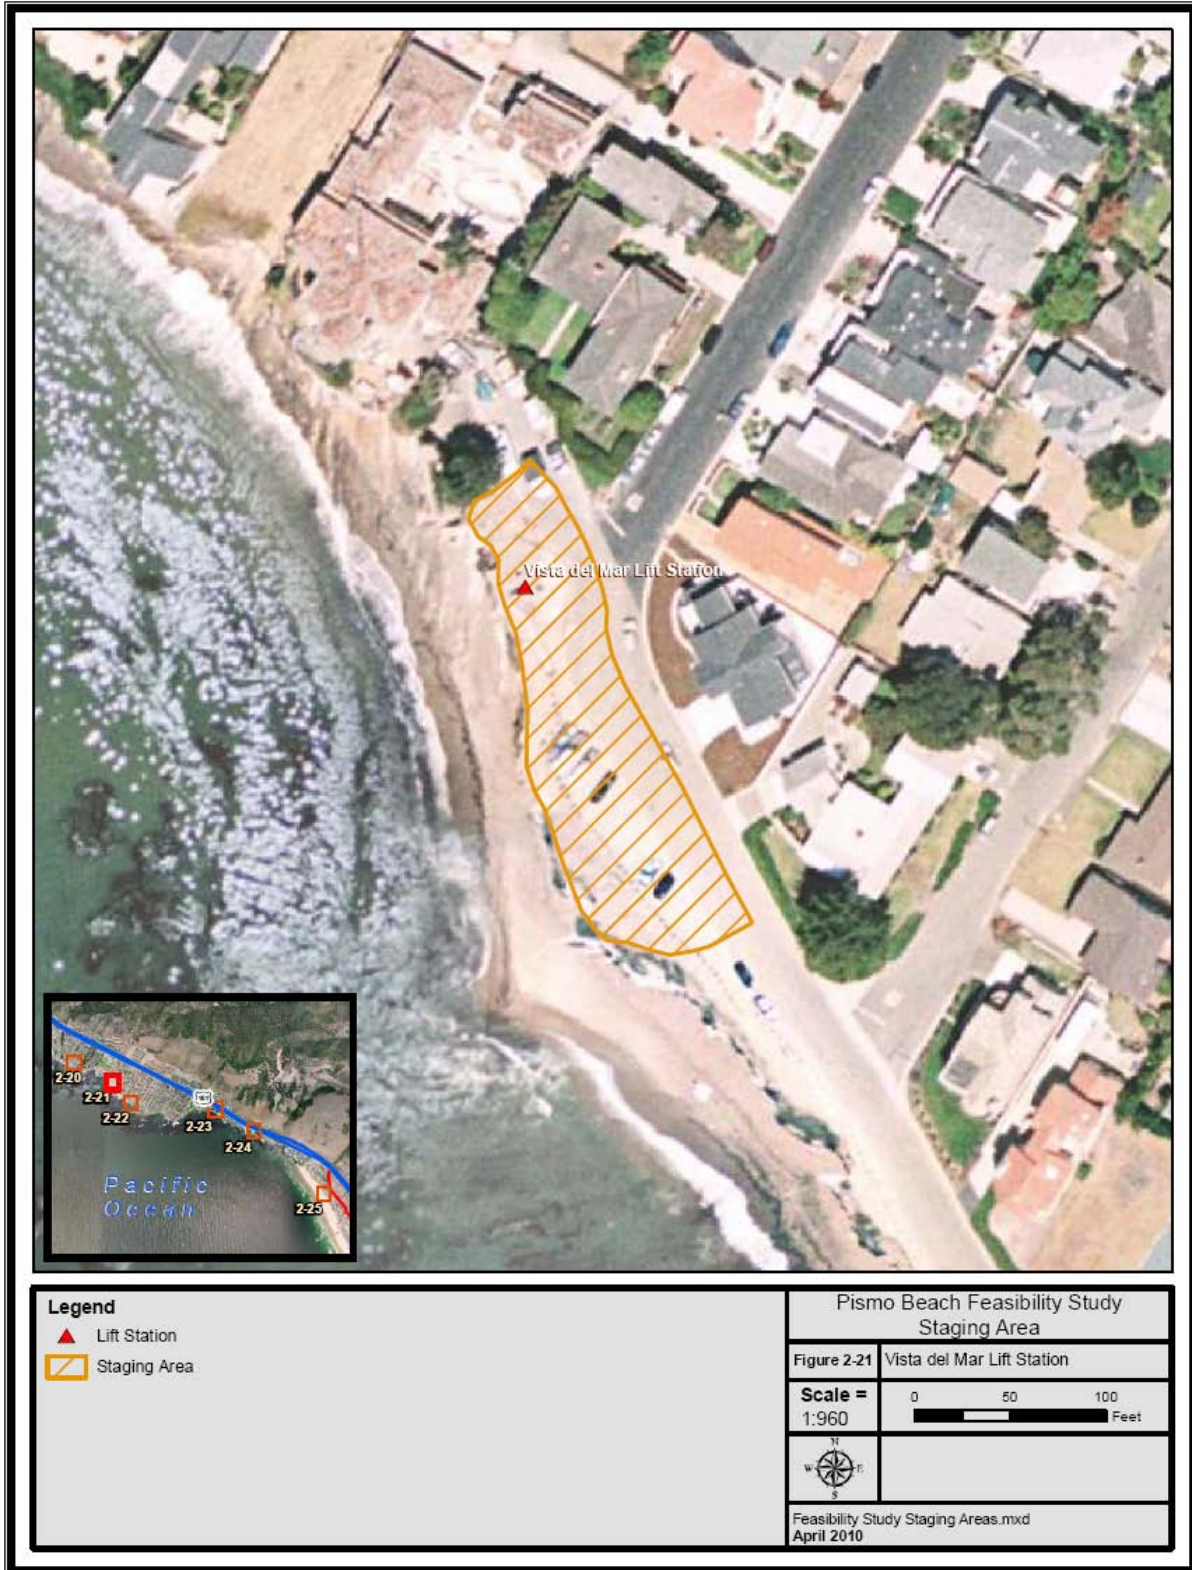 Vista del Mar Lift Station
2-20
2-21
2-22
101
2-23
2-24
2-25
Pacific
Ocean
Legend
Lift Station
Staging Area
Pismo Beach Feasibility Study
Staging Area
Figure 2-21
Vista del Mar Lift Station
Scale =
1:960
0 50 100
Feet
N
W E
S
Feasibility Study Staging Areas.mxd
April 2010